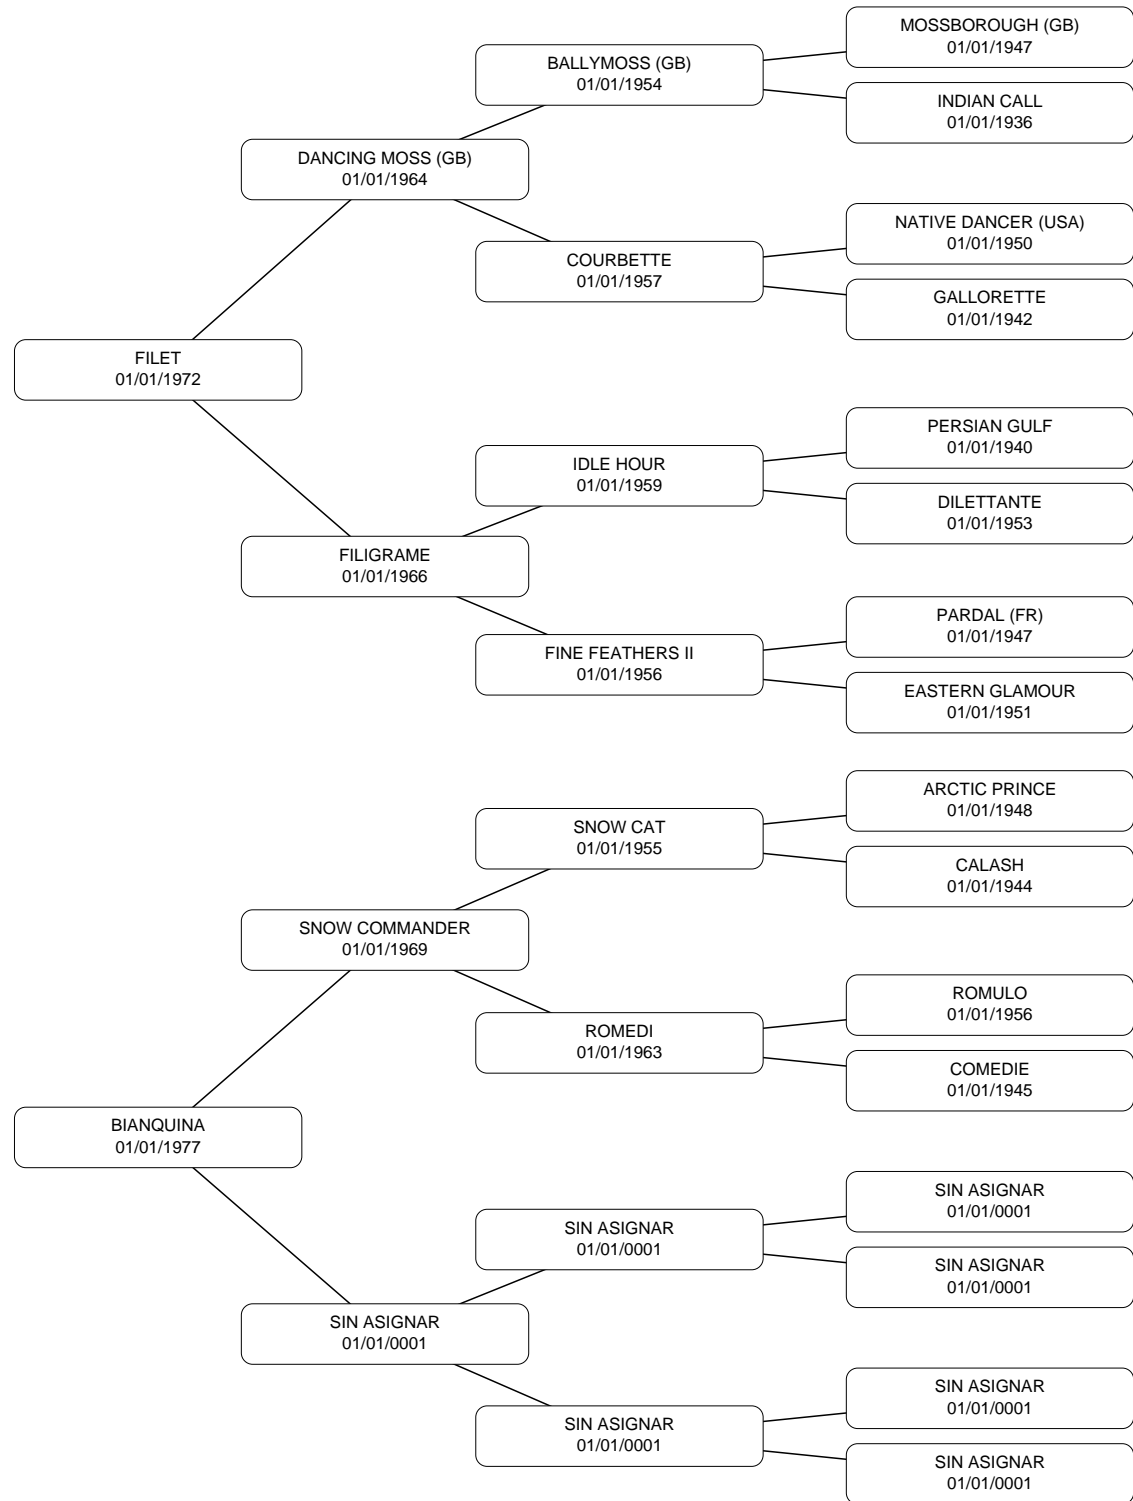 MOSSBOROUGH (GB)
01/01/1947
BALLYMOSS (GB)
01/01/1954
INDIAN CALL
01/01/1936
DANCING MOSS (GB)
01/01/1964
NATIVE DANCER (USA)
01/01/1950
COURBETTE
01/01/1957
GALLORETTE
01/01/1942
FILET
01/01/1972
PERSIAN GULF
01/01/1940
IDLE HOUR
01/01/1959
DILETTANTE
01/01/1953
FILIGRAME
01/01/1966
PARDAL (FR)
01/01/1947
FINE FEATHERS II
01/01/1956
EASTERN GLAMOUR
01/01/1951
ARCTIC PRINCE
01/01/1948
SNOW CAT
01/01/1955
CALASH
01/01/1944
SNOW COMMANDER
01/01/1969
ROMULO
01/01/1956
ROMEDI
01/01/1963
COMEDIE
01/01/1945
BIANQUINA
01/01/1977
SIN ASIGNAR
01/01/0001
SIN ASIGNAR
01/01/0001
SIN ASIGNAR
01/01/0001
SIN ASIGNAR
01/01/0001
SIN ASIGNAR
01/01/0001
SIN ASIGNAR
01/01/0001
SIN ASIGNAR
01/01/0001